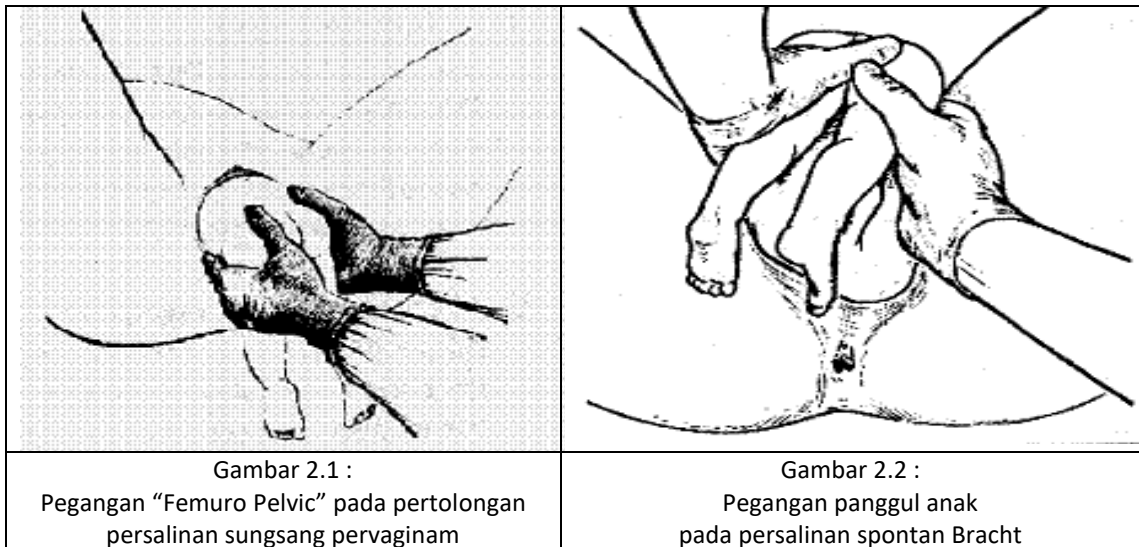 Gambar 2.1 :
Pegangan “Femuro Pelvic” pada pertolongan
persalinan sungsang pervaginam
Gambar 2.2 :
Pegangan panggul anak
pada persalinan spontan Bracht